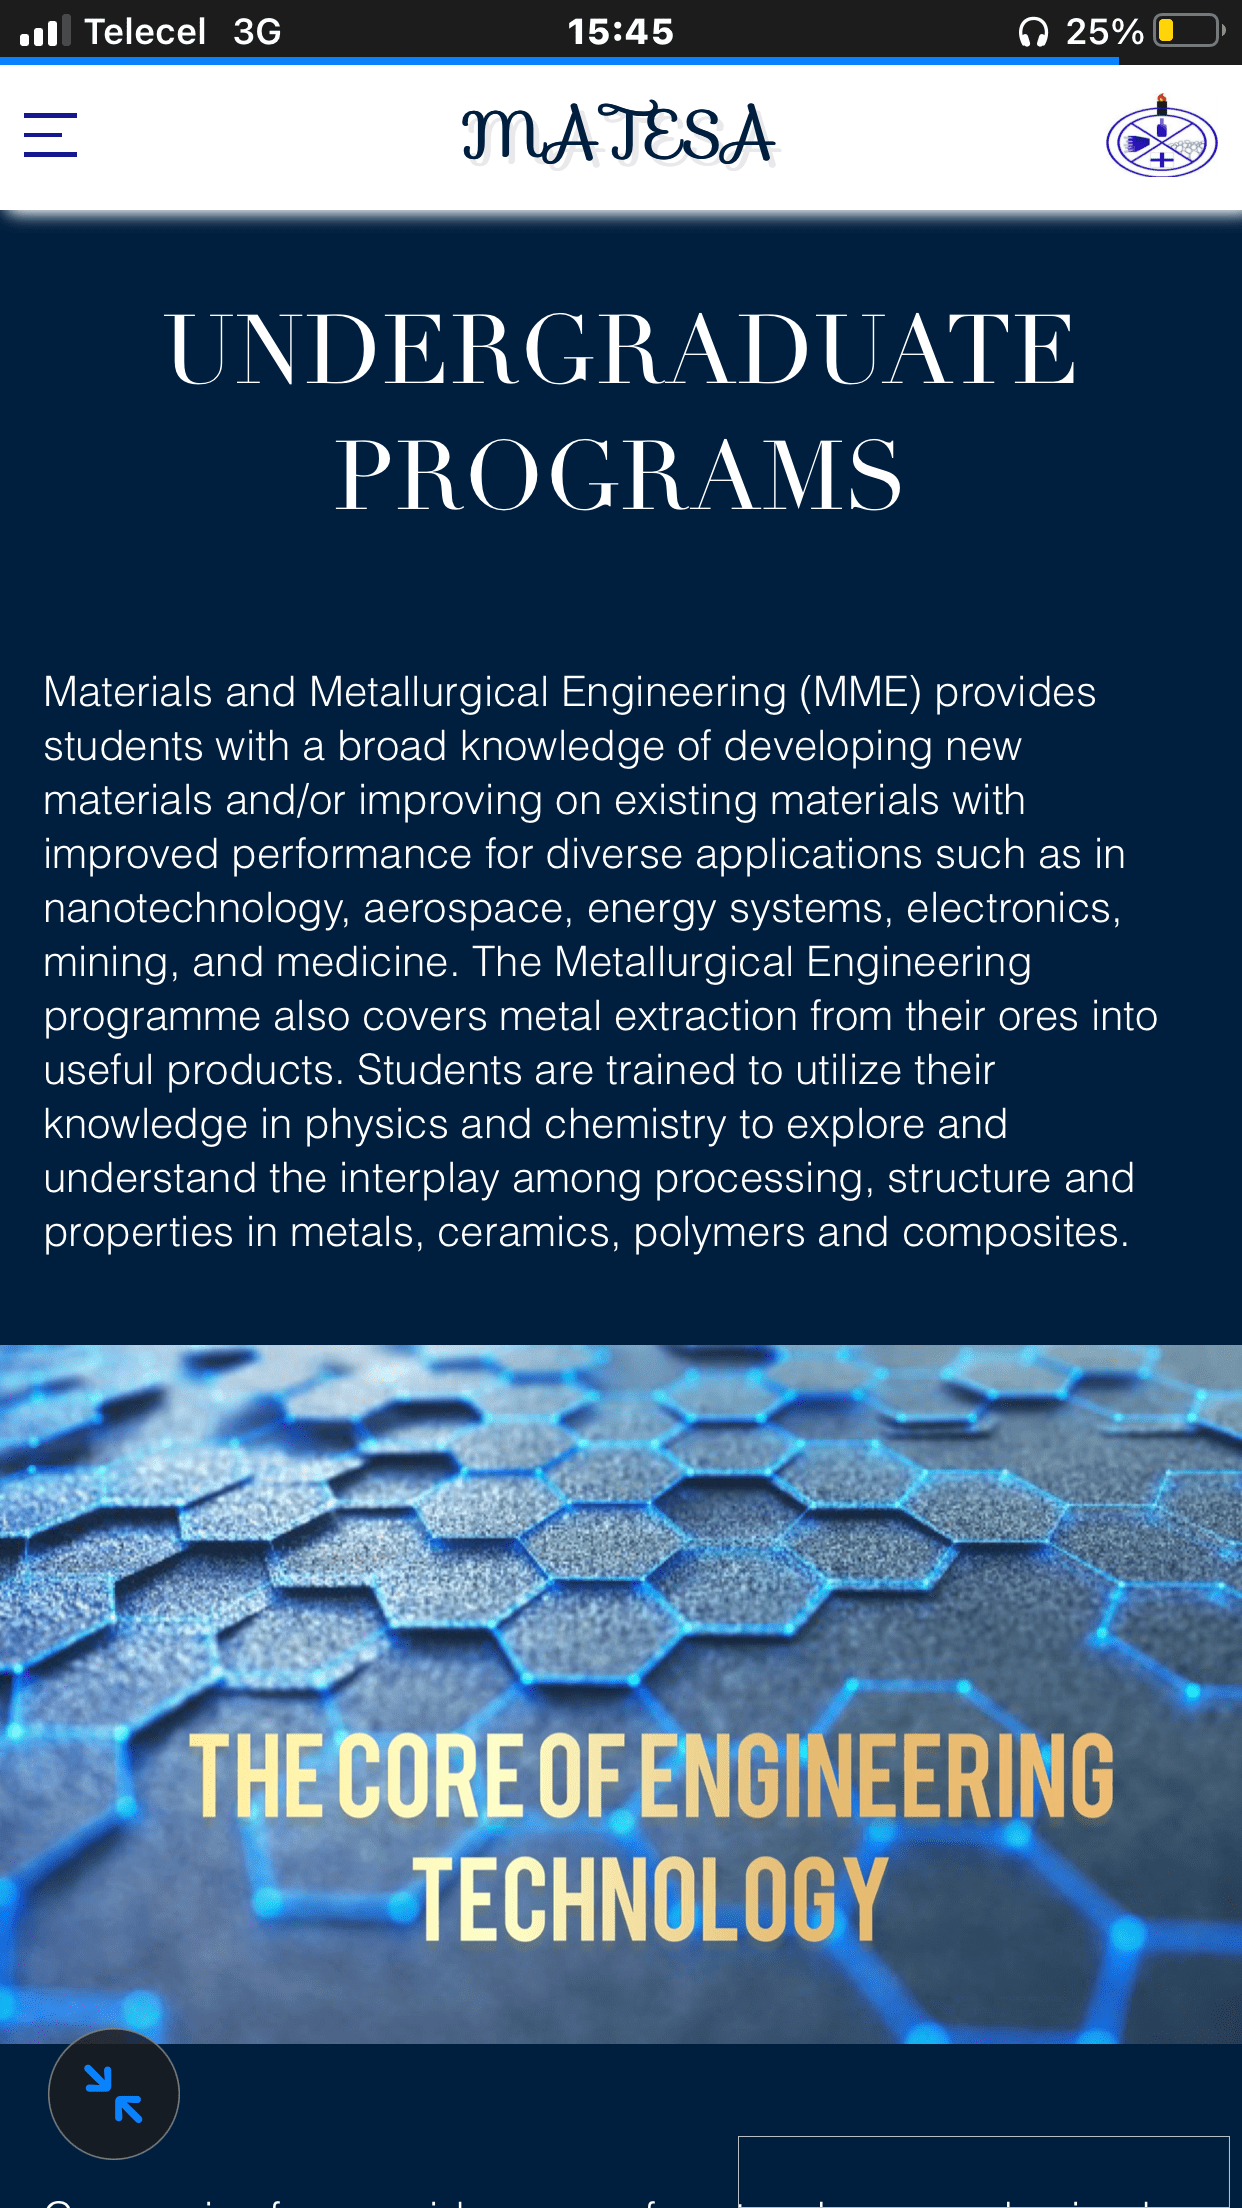 Telecel 3G 15:45 25%
MATESA
UNDERGRADUATE
PROGRAMS
Materials and Metallurgical Engineering (MME) provides
students with a broad knowledge of developing new
materials and/or improving on existing materials with
improved performance for diverse applications such as in
nanotechnology, aerospace, energy systems, electronics,
mining, and medicine. The Metallurgical Engineering
programme also covers metal extraction from their ores into
useful products. Students are trained to utilize their
knowledge in physics and chemistry to explore and
understand the interplay among processing, structure and
properties in metals, ceramics, polymers and composites.
THE CORE OF ENGINEERING
TECHNOLOGY